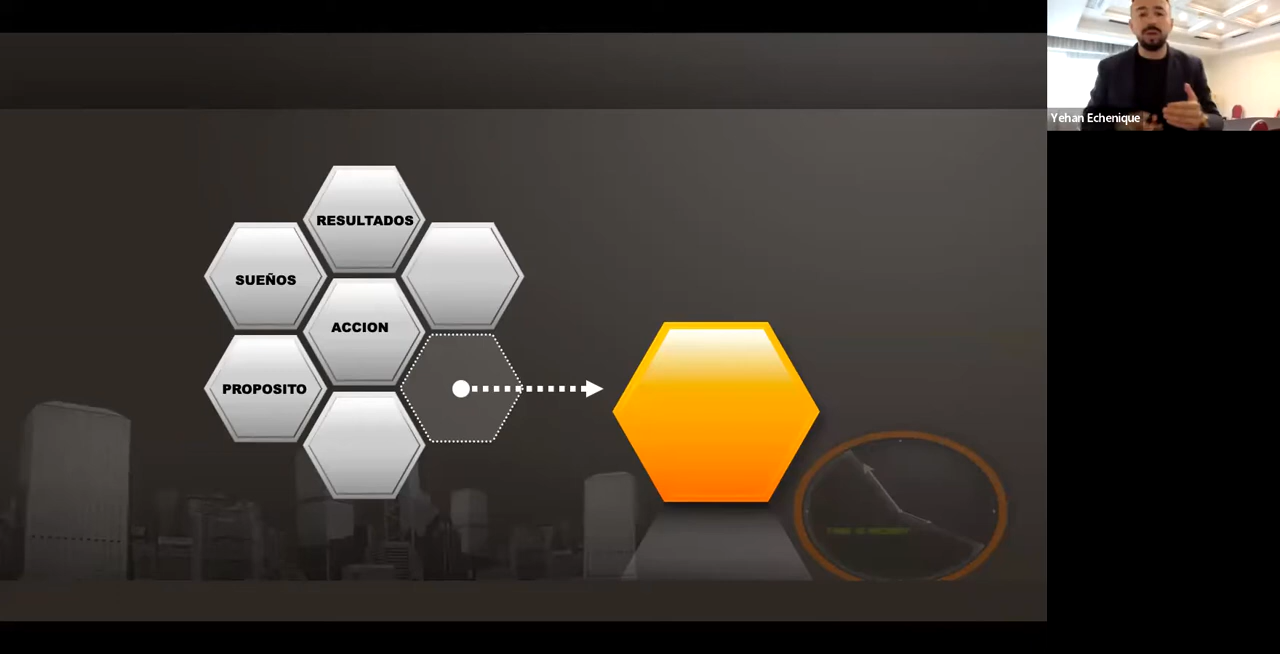 Yehan Echenique
RESULTADOS
SUEÑOS
ACCION
PROPOSITO